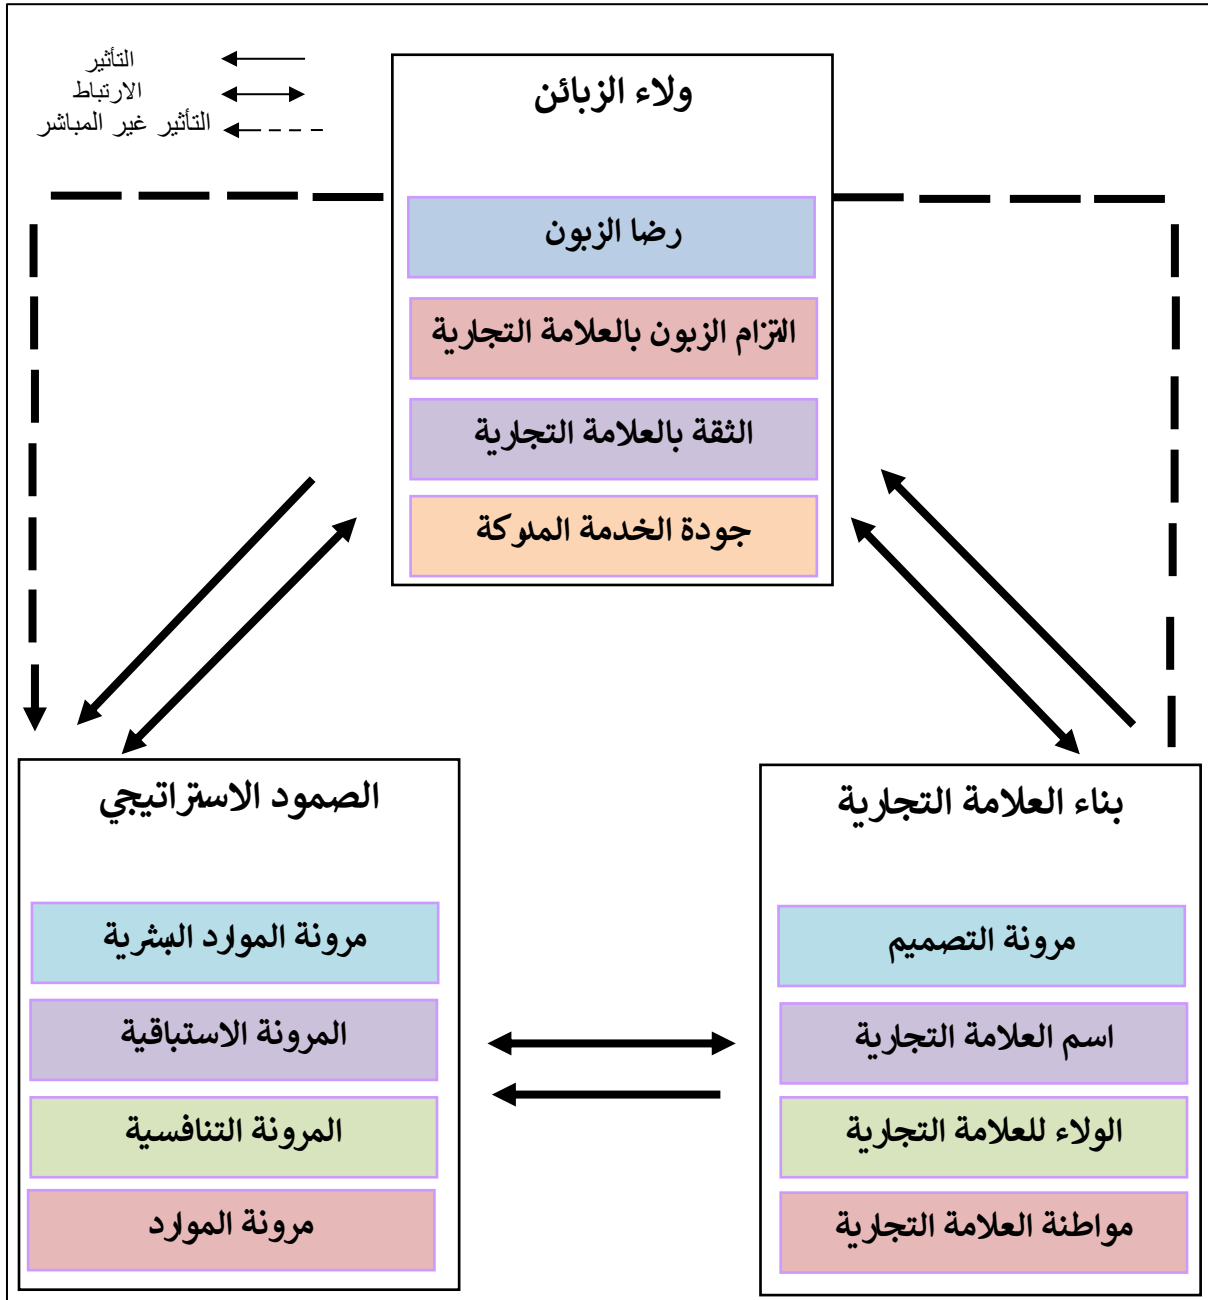 التأثير
الارتباط
التأثير غير المباشر
ولاء الزبائن
رضا الزبون
التزام الزبون بالعلامة التجارية
الثقة بالعلامة التجارية
جودة الخدمة المدركة
بناء العلامة التجارية
مرونة التصميم
اسم العلامة التجارية
الولاء للعلامة التجارية
مواطنة العلامة التجارية
الصمود الاستراتيجي
مرونة الموارد البشرية
المرونة الاستباقية
المرونة التنافسية
مرونة الموارد